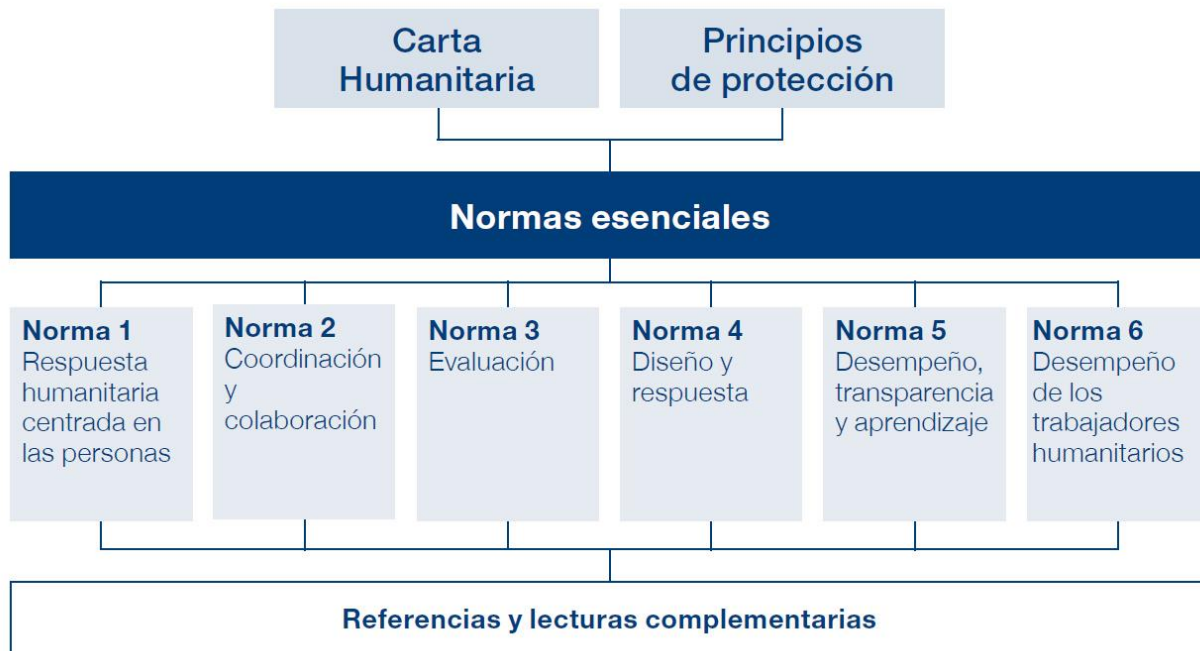 Carta
Humanitaria
Principios
de protección
Normas esenciales
Norma 1
Respuesta
humanitaria
centrada en
las personas
Norma 2
Coordinación
y
colaboración
Norma 3
Evaluación
Norma 4
Diseño y
respuesta
Norma 5
Desempeño,
transparencia
y aprendizaje
Norma 6
Desempeño
de los
trabajadores
humanitarios
Referencias y lecturas complementarias